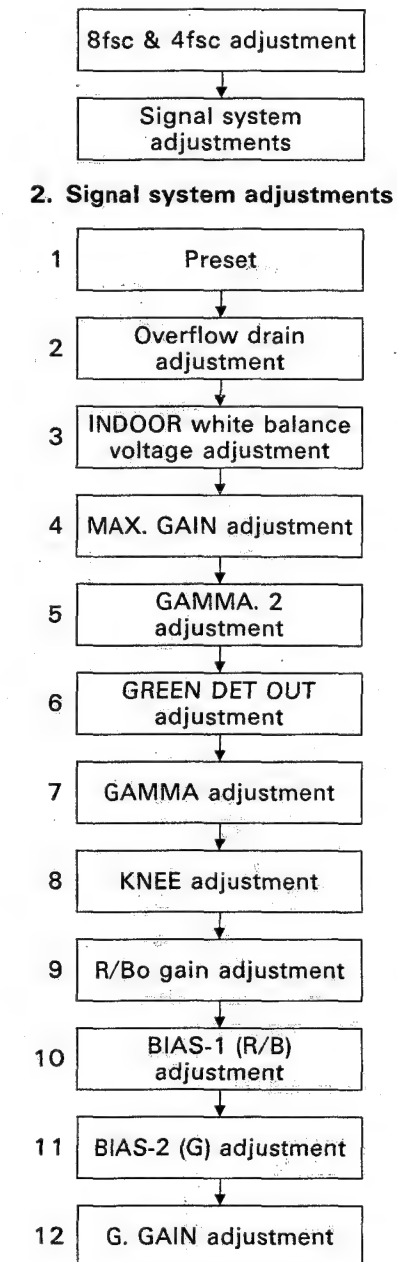 8fsc & 4fsc adjustment
Signal system
adjustments
2. Signal system adjustments
1 Preset
2 Overflow drain
adjustment
3 INDOOR white balance
voltage adjustment
4 MAX. GAIN adjustment
5 GAMMA. 2
adjustment
6 GREEN DET OUT
adjustment
7 GAMMA adjustment
8 KNEE adjustment
9 R/Bo gain adjustment
10 BIAS-1 (R/B)
adjustment
11 BIAS-2 (G) adjustment
12 G. GAIN adjustment